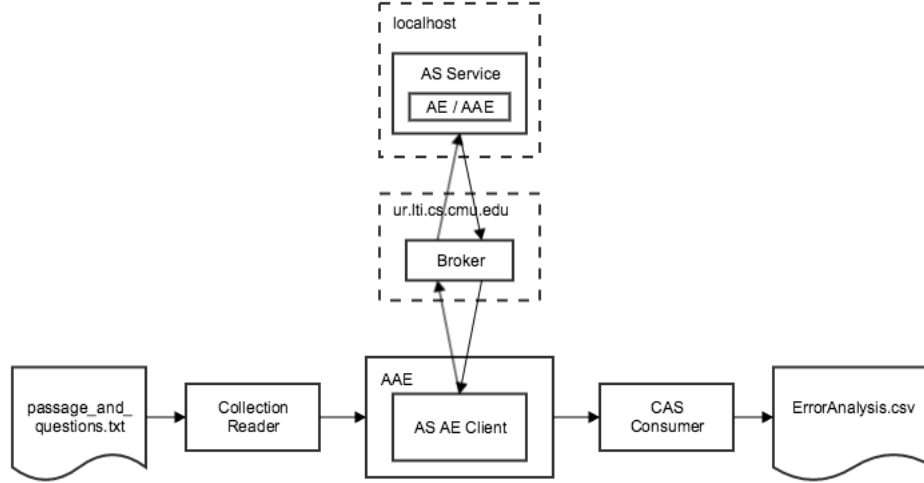 localhost
AS Service
AE / AAE
ur.lti.cs.cmu.edu
Broker
passage_and_
questions.txt
Collection
Reader
AAE
AS AE Client
CAS
Consumer
ErrorAnalysis.csv